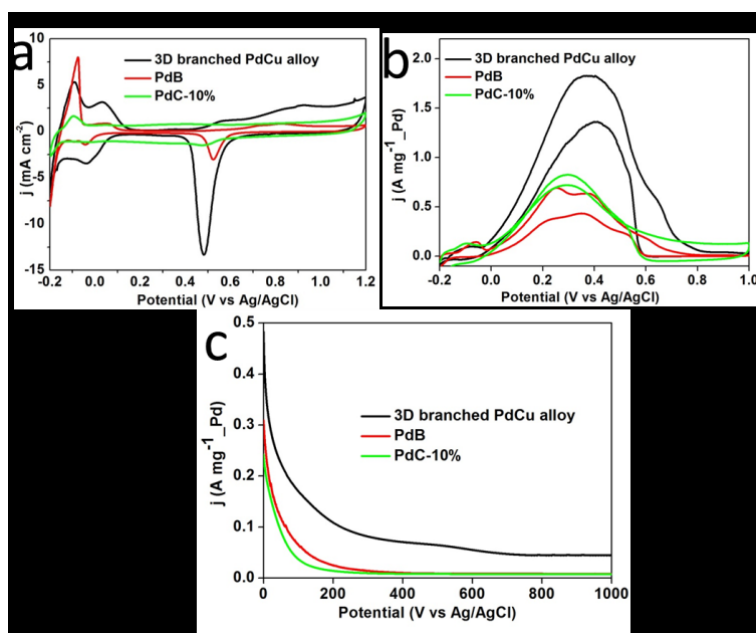 a
10
5
0
-5
-10
-15
j (mA cm-2)
3D branched PdCu alloy
PdB
PdC-10%
-0.2 0.0 0.2 0.4 0.6 0.8 1.0 1.2
Potential (V vs Ag/AgCl)
b
2.0
1.5
1.0
0.5
0.0
j (A mg-1_Pd)
3D branched PdCu alloy
PdB
PdC-10%
-0.2 0.0 0.2 0.4 0.6 0.8 1.0
Potential (V vs Ag/AgCl)
c
0.5
0.4
0.3
0.2
0.1
0.0
j (A mg-1_Pd)
3D branched PdCu alloy
PdB
PdC-10%
0 200 400 600 800 1000
Potential (V vs Ag/AgCl)